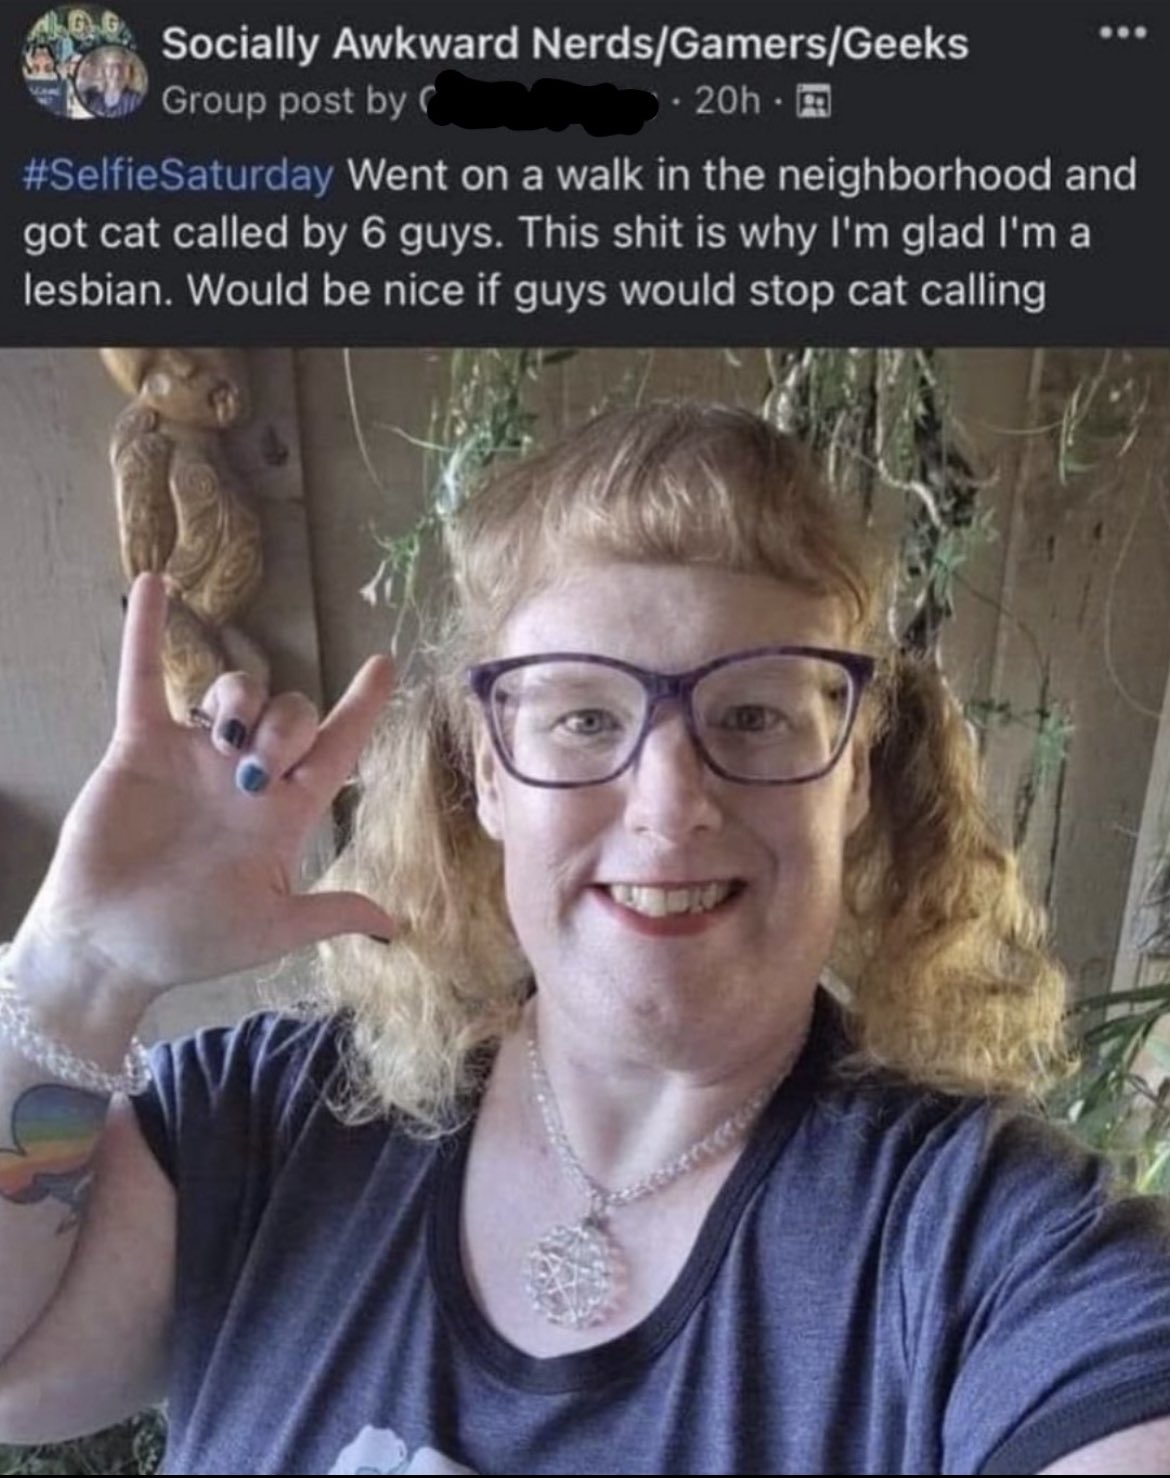 Socially Awkward Nerds/Gamers/Geeks
Group post by
· 20h ·
#SelfieSaturday Went on a walk in the neighborhood and
got cat called by 6 guys. This shit is why I'm glad I'm a
lesbian. Would be nice if guys would stop cat calling